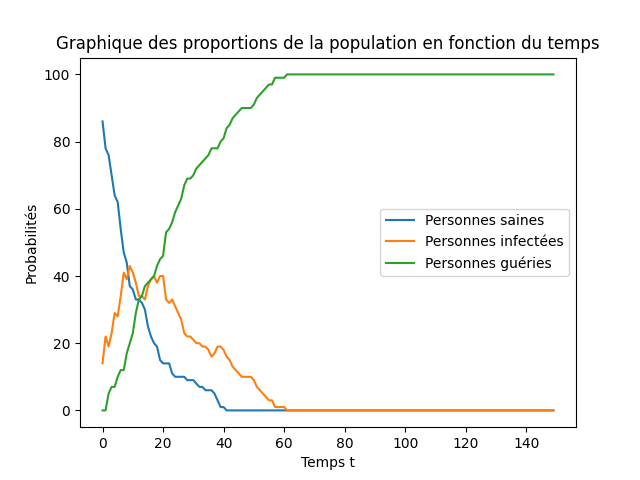 Graphique des proportions de la population en fonction du temps
100
80
60
40
20
0
Probabilités
Personnes saines
Personnes infectées
Personnes guéries
0 20 40 60 80 100 120 140
Temps t